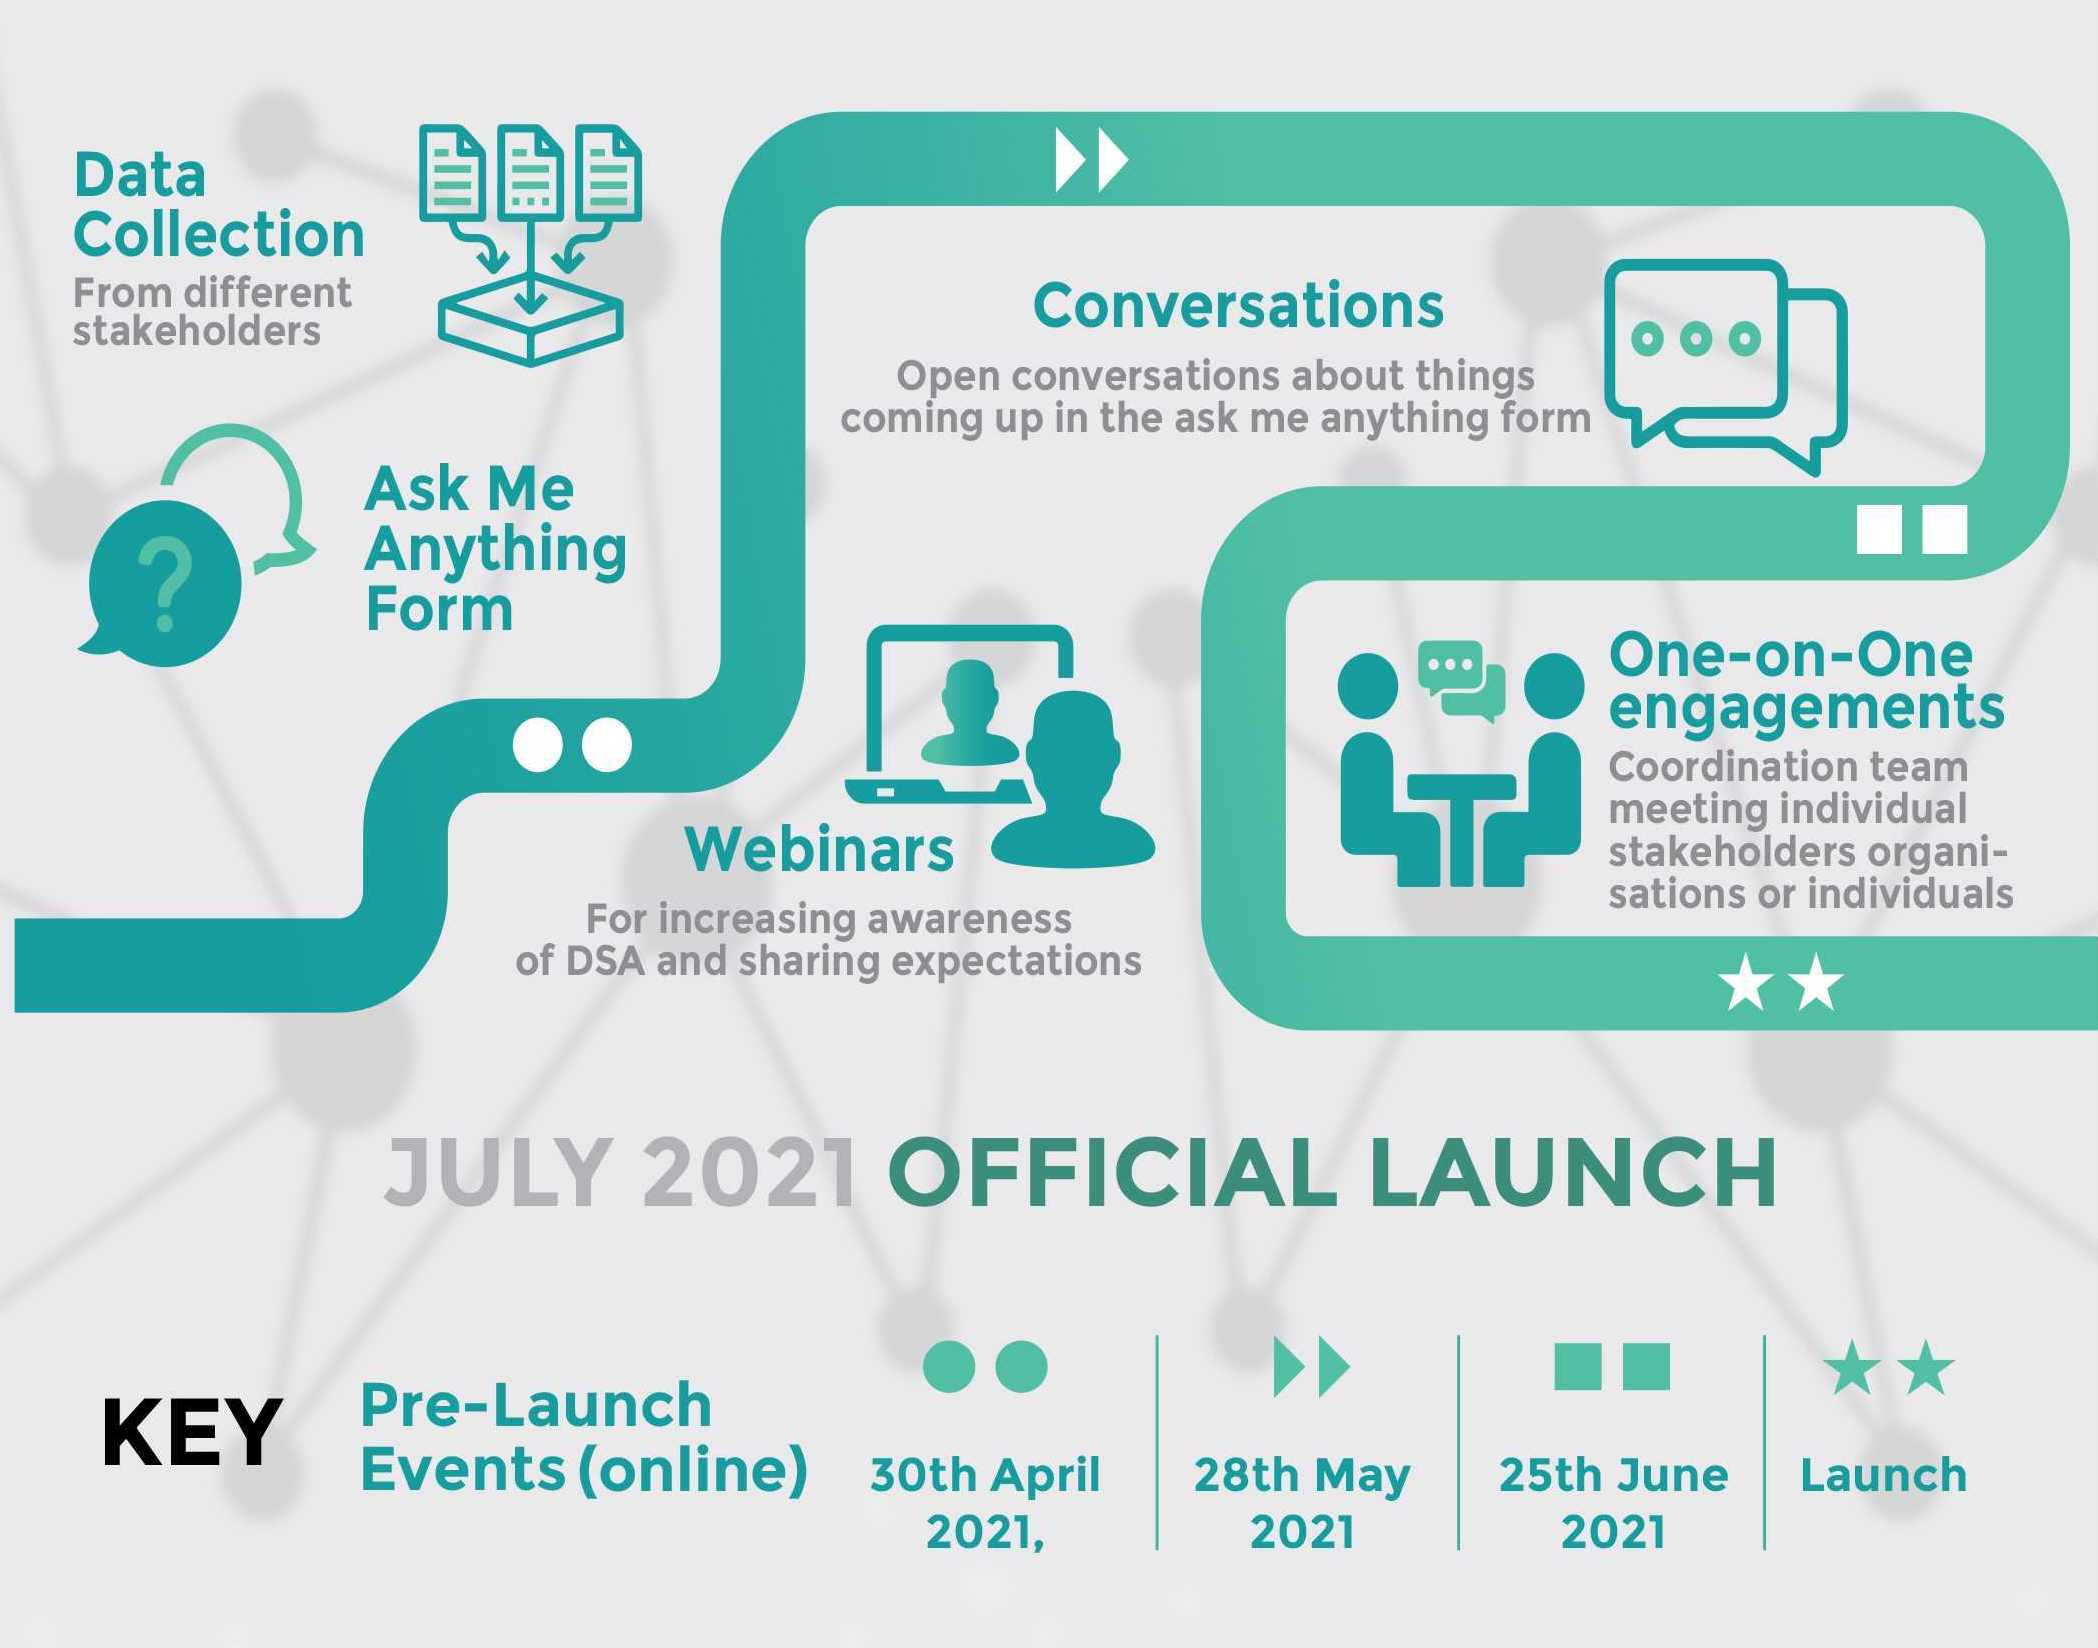 Data
Collection
From different
stakeholders
Ask Me
Anything
Form
Conversations
Open conversations about things
coming up in the ask me anything form
Webinars
For increasing awareness
of DSA and sharing expectations
One-on-One
engagements
Coordination team
meeting individual
stakeholders organi-
sations or individuals
JULY 2021 OFFICIAL LAUNCH
KEY
Pre-Launch
Events (online)
30th April
2021,
28th May
2021
25th June
2021
Launch